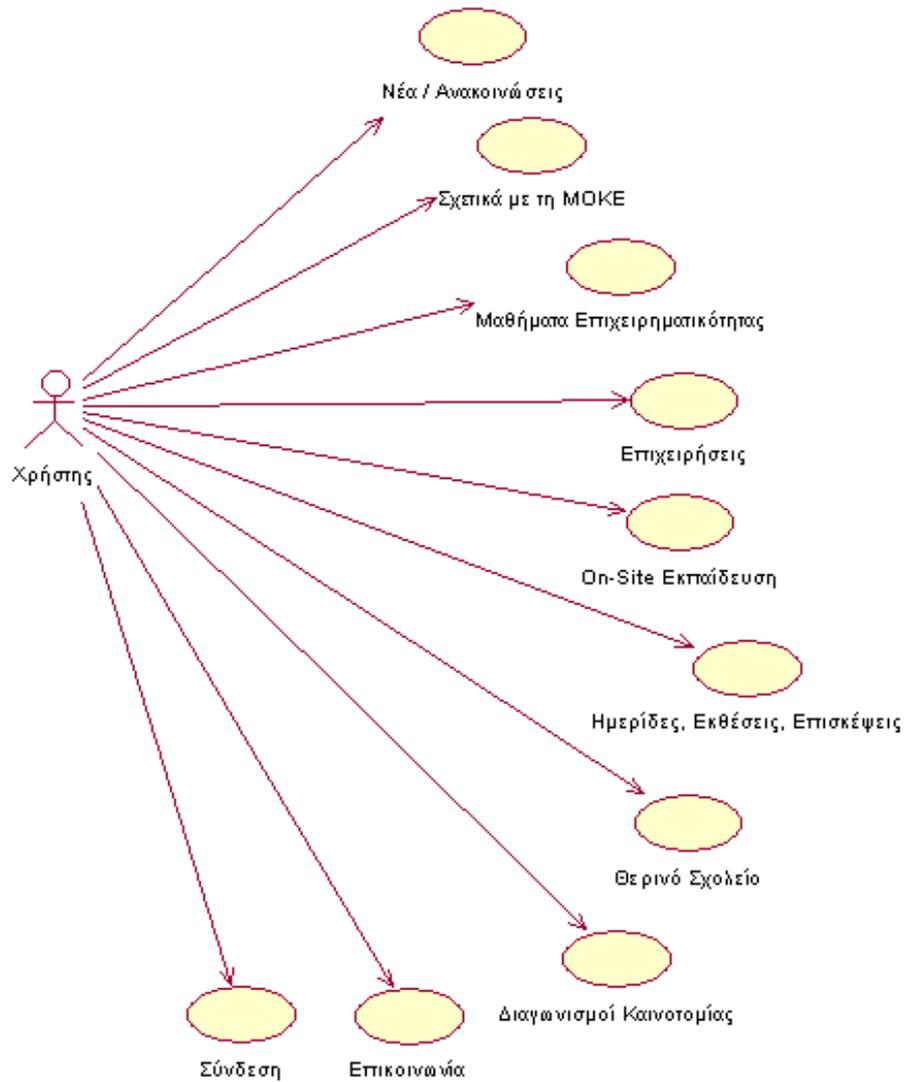 Νέα / Ανακοινώσεις
Σχετικά με τη ΜΟΚΕ
Μαθήματα Επιχειρηματικότητας
Επιχειρήσεις
Χρήστης
On-Site Εκπαίδευση
Ημερίδες, Εκθέσεις, Επισκέψεις
Θερινό Σχολείο
Διαγωνισμοί Καινοτομίας
Σύνδεση
Επικοινωνία